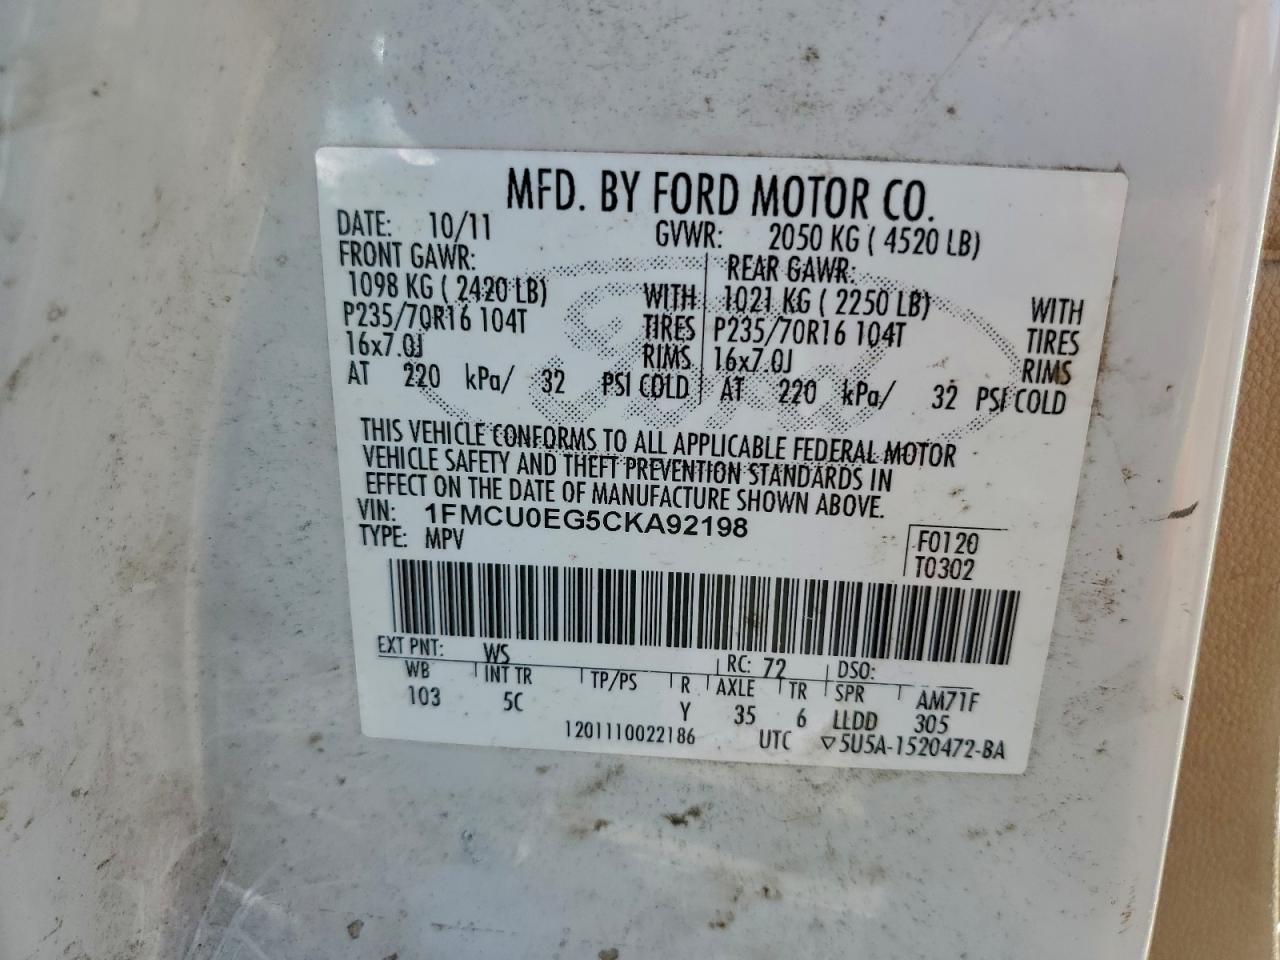 MFD. BY FORD MOTOR CO.
DATE: 10/11 GVWR: 2050 KG ( 4520 LB)
FRONT GAWR: REAR GAWR:
1098 KG ( 2420 LB) WITH 1021 KG ( 2250 LB) WITH
P235/70R16 104T TIRES P235/70R16 104T TIRES
16x7.0J RIMS 16x7.0J RIMS
AT 220 kPa/ 32 PSI COLD AT 220 kPa/ 32 PSI COLD
THIS VEHICLE CONFORMS TO ALL APPLICABLE FEDERAL MOTOR
VEHICLE SAFETY AND THEFT PREVENTION STANDARDS IN
EFFECT ON THE DATE OF MANUFACTURE SHOWN ABOVE.
VIN: 1FMCU0EG5CKA92198
TYPE: MPV
F0120
T0302
EXT PNT: WS RC: 72 DSO:
WB INT TR TP/PS R AXLE TR SPR AM71F
103 5C Y 35 6 LLDD 305
1201110022186 UTC ▽5U5A-1520472-BA